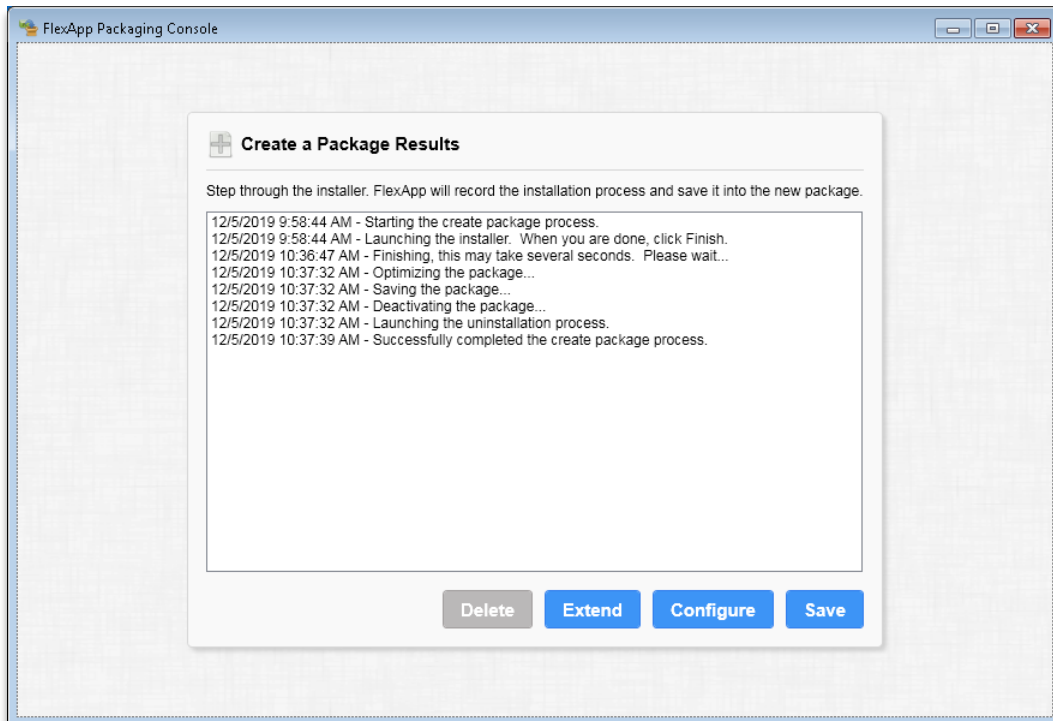 FlexApp Packaging Console
Create a Package Results
Step through the installer. FlexApp will record the installation process and save it into the new package.
12/5/2019 9:58:44 AM - Starting the create package process.
12/5/2019 9:58:44 AM - Launching the installer.  When you are done, click Finish.
12/5/2019 10:36:47 AM - Finishing, this may take several seconds.  Please wait...
12/5/2019 10:37:32 AM - Optimizing the package...
12/5/2019 10:37:32 AM - Saving the package...
12/5/2019 10:37:32 AM - Deactivating the package...
12/5/2019 10:37:32 AM - Launching the uninstallation process.
12/5/2019 10:37:39 AM - Successfully completed the create package process.
Delete Extend Configure Save